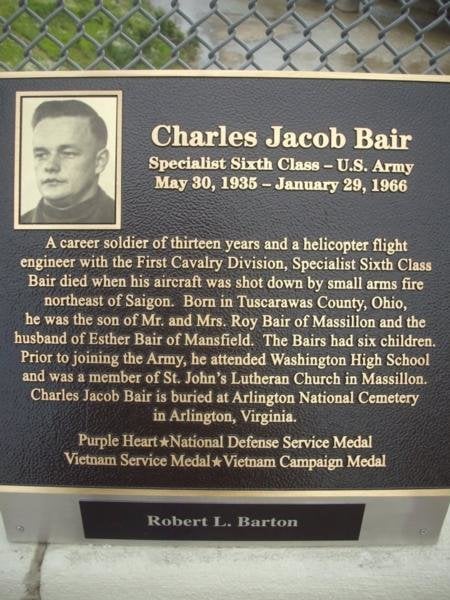 Charles Jacob Bair
Specialist Sixth Class – U.S. Army
May 30, 1935 – January 29, 1966
A career soldier of thirteen years and a helicopter flight
engineer with the First Cavalry Division, Specialist Sixth Class
Bair died when his aircraft was shot down by small arms fire
northeast of Saigon. Born in Tuscarawas County, Ohio,
he was the son of Mr. and Mrs. Roy Bair of Massillon and the
husband of Esther Bair of Mansfield. The Bairs had six children.
Prior to joining the Army, he attended Washington High School
and was a member of St. John's Lutheran Church in Massillon.
Charles Jacob Bair is buried at Arlington National Cemetery
in Arlington, Virginia.
Purple Heart★National Defense Service Medal
Vietnam Service Medal★Vietnam Campaign Medal
Robert L. Barton